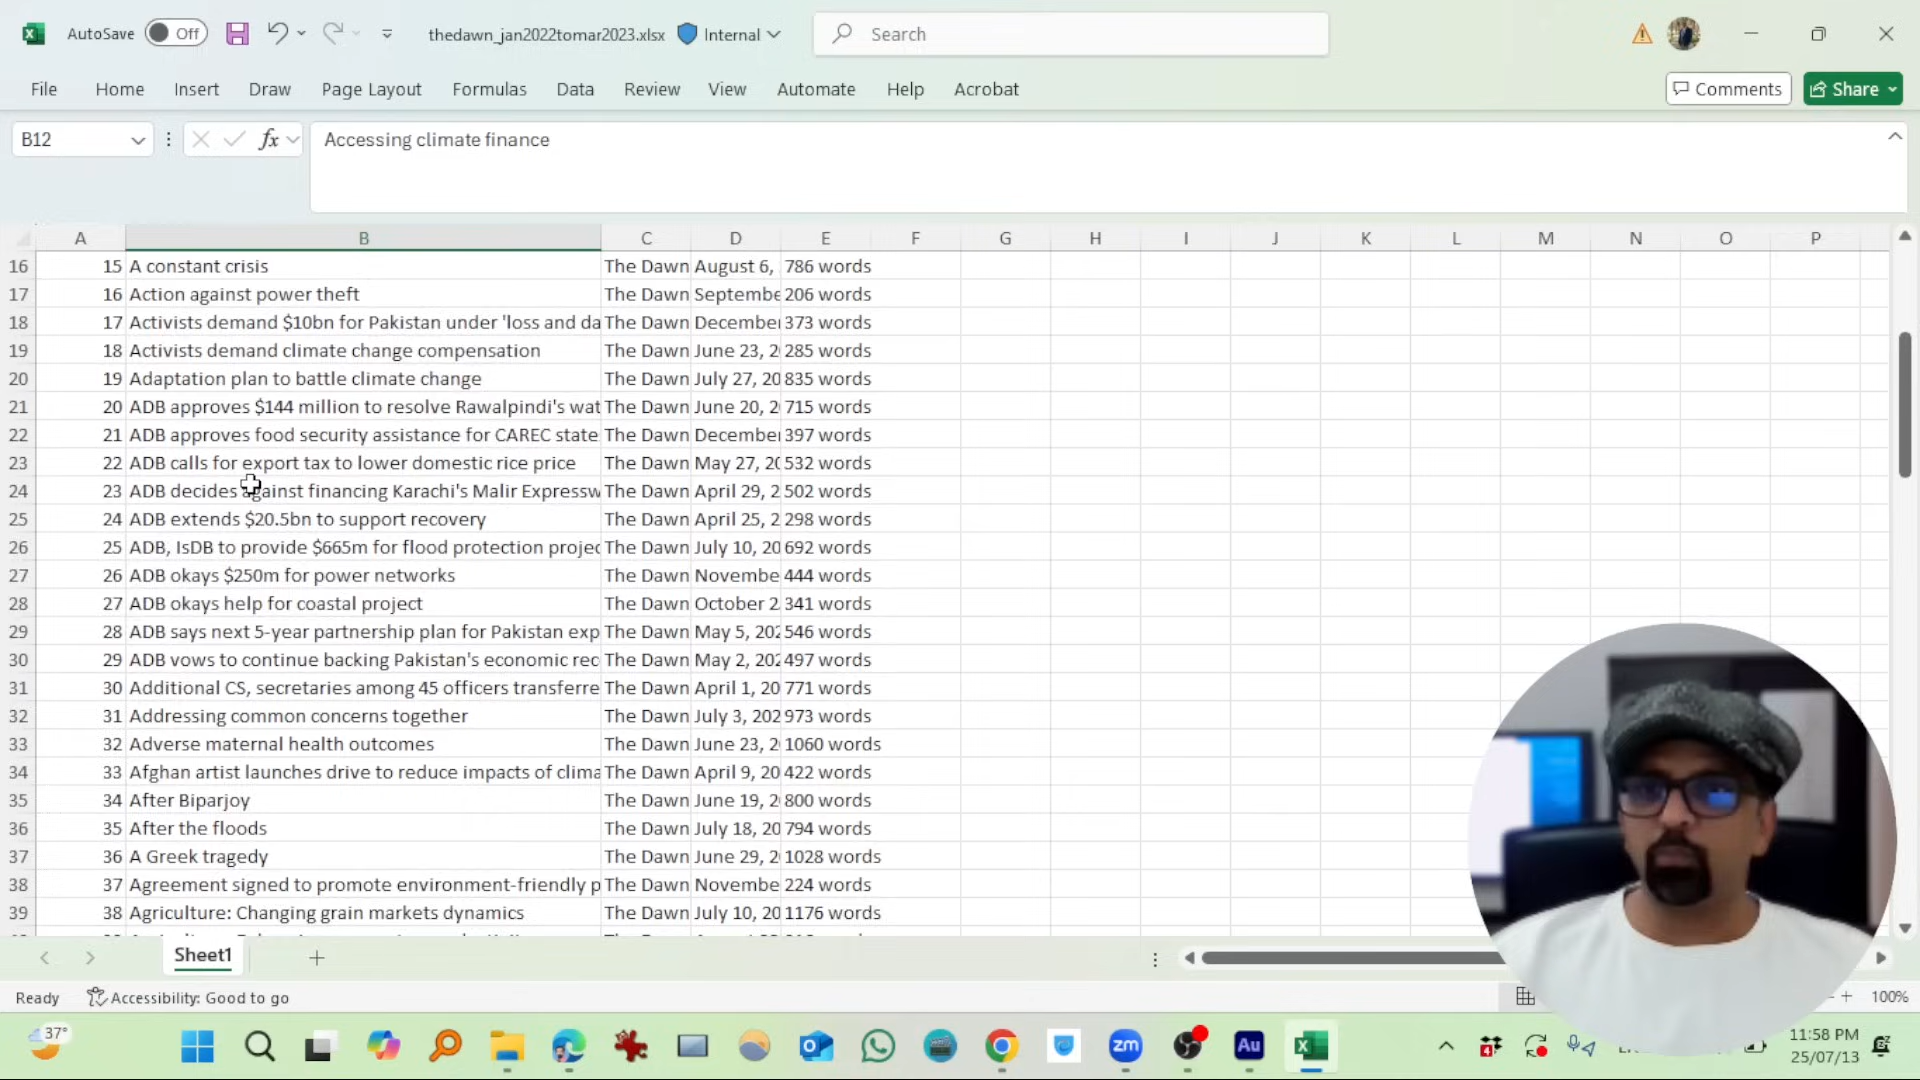 AutoSave Off thedawn_jan2022tomar2023.xlsx Internal Search
File Home Insert Draw Page Layout Formulas Data Review View Automate Help Acrobat Comments Share
B12 fx Accessing climate finance
A B C D E F G H I J K L M N O P
16 15 A constant crisis The Dawn August 6, 786 words
17 16 Action against power theft The Dawn Septembe 206 words
18 17 Activists demand $10bn for Pakistan under 'loss and da The Dawn December 373 words
19 18 Activists demand climate change compensation The Dawn June 23, 2 285 words
20 19 Adaptation plan to battle climate change The Dawn July 27, 20 835 words
21 20 ADB approves $144 million to resolve Rawalpindi's wat The Dawn June 20, 2 715 words
22 21 ADB approves food security assistance for CAREC state The Dawn December 397 words
23 22 ADB calls for export tax to lower domestic rice price The Dawn May 27, 20 532 words
24 23 ADB decides against financing Karachi's Malir Expressw The Dawn April 29, 2 502 words
25 24 ADB extends $20.5bn to support recovery The Dawn April 25, 2 298 words
26 25 ADB, IsDB to provide $665m for flood protection projec The Dawn July 10, 20 692 words
27 26 ADB okays $250m for power networks The Dawn Novembe 444 words
28 27 ADB okays help for coastal project The Dawn October 2 341 words
29 28 ADB says next 5-year partnership plan for Pakistan exp The Dawn May 5, 202 546 words
30 29 ADB vows to continue backing Pakistan's economic rec The Dawn May 2, 202 497 words
31 30 Additional CS, secretaries among 45 officers transferre The Dawn April 1, 20 771 words
32 31 Addressing common concerns together The Dawn July 3, 202 973 words
33 32 Adverse maternal health outcomes The Dawn June 23, 2 1060 words
34 33 Afghan artist launches drive to reduce impacts of clima The Dawn April 9, 20 422 words
35 34 After Biparjoy The Dawn June 19, 2 800 words
36 35 After the floods The Dawn July 18, 20 794 words
37 36 A Greek tragedy The Dawn June 29, 2 1028 words
38 37 Agreement signed to promote environment-friendly p The Dawn Novembe 224 words
39 38 Agriculture: Changing grain markets dynamics The Dawn July 10, 20 1176 words
Sheet1
Ready Accessibility: Good to go 100%
37° zm Au 4 11:58 PM
25/07/13